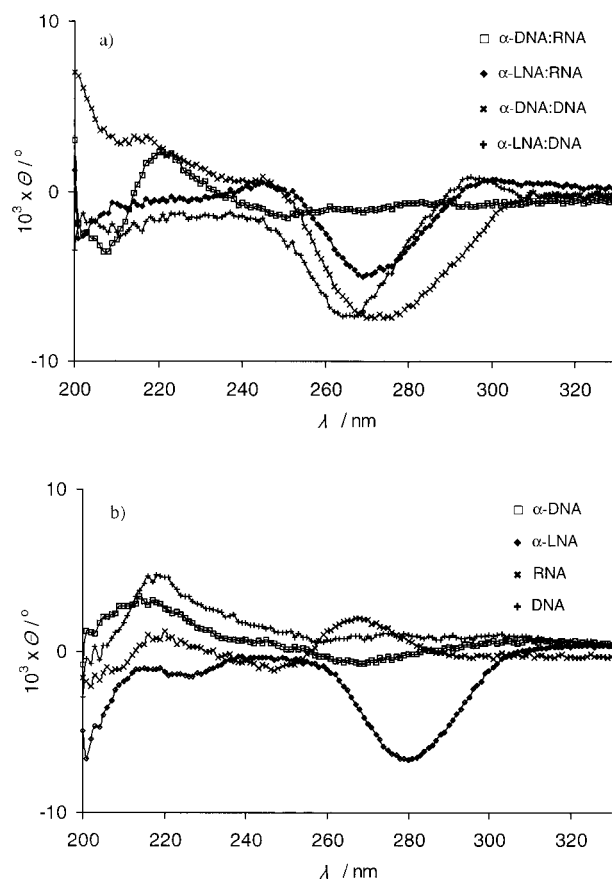 10
a)
α-DNA:RNA
α-LNA:RNA
α-DNA:DNA
α-LNA:DNA
10³ x Θ / °
0
-10
200 220 240 260 280 300 320
λ / nm
10
b)
α-DNA
α-LNA
RNA
DNA
10³ x Θ / °
0
-10
200 220 240 260 280 300 320
λ / nm